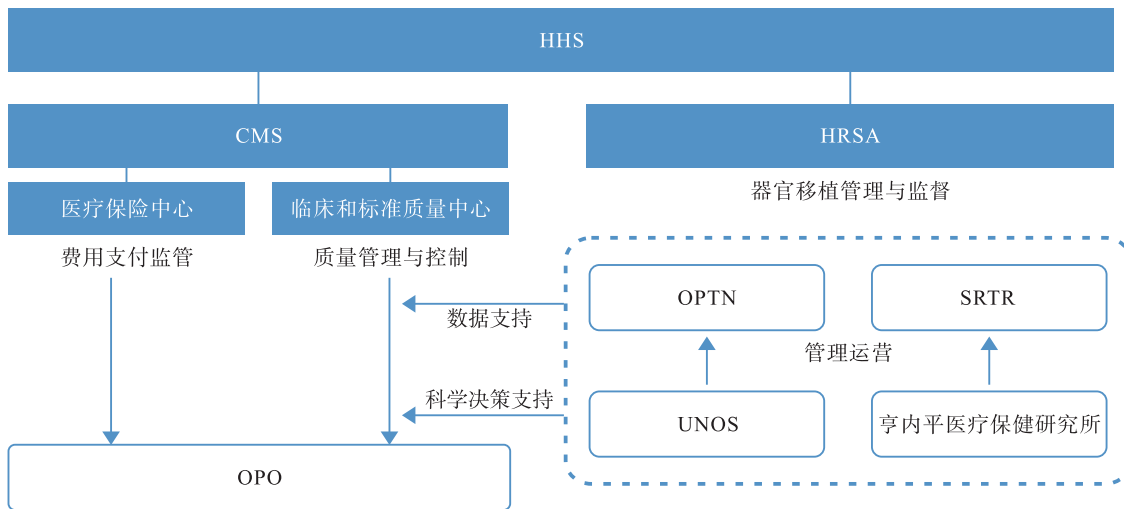 HHS
CMS
HRSA
医疗保险中心
临床和标准质量中心
器官移植管理与监督
费用支付监管
质量管理与控制
OPTN
SRTR
数据支持
管理运营
科学决策支持
UNOS
亨内平医疗保健研究所
OPO